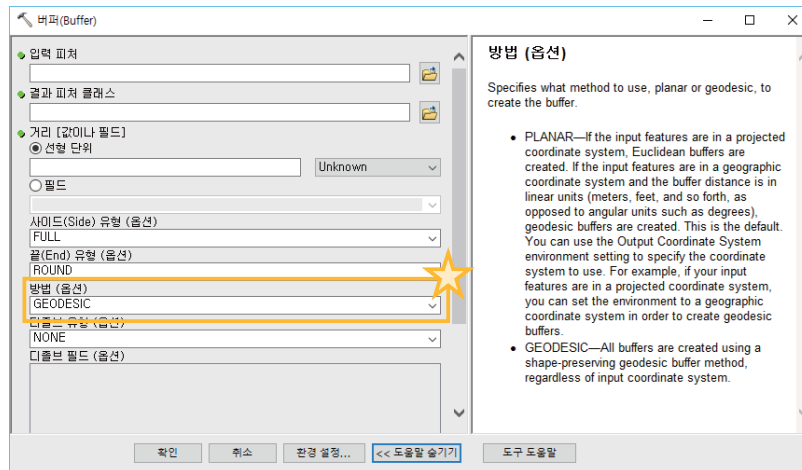 버퍼(Buffer)
입력 피처
결과 피처 클래스
거리 [값이나 필드]
선형 단위
Unknown
필드
사이드(Side) 유형 (옵션)
FULL
끝(End) 유형 (옵션)
ROUND
방법 (옵션)
GEODESIC
디졸브 유형 (옵션)
NONE
디졸브 필드 (옵션)
방법 (옵션)
Specifies what method to use, planar or geodesic, to
create the buffer.
• PLANAR—If the input features are in a projected
coordinate system, Euclidean buffers are
created. If the input features are in a geographic
coordinate system and the buffer distance is in
linear units (meters, feet, and so forth, as
opposed to angular units such as degrees),
geodesic buffers are created. This is the default.
You can use the Output Coordinate System
environment setting to specify the coordinate
system to use. For example, if your input
features are in a projected coordinate system,
you can set the environment to a geographic
coordinate system in order to create geodesic
buffers.
• GEODESIC—All buffers are created using a
shape-preserving geodesic buffer method,
regardless of input coordinate system.
확인 취소 환경 설정... << 도움말 숨기기 도구 도움말